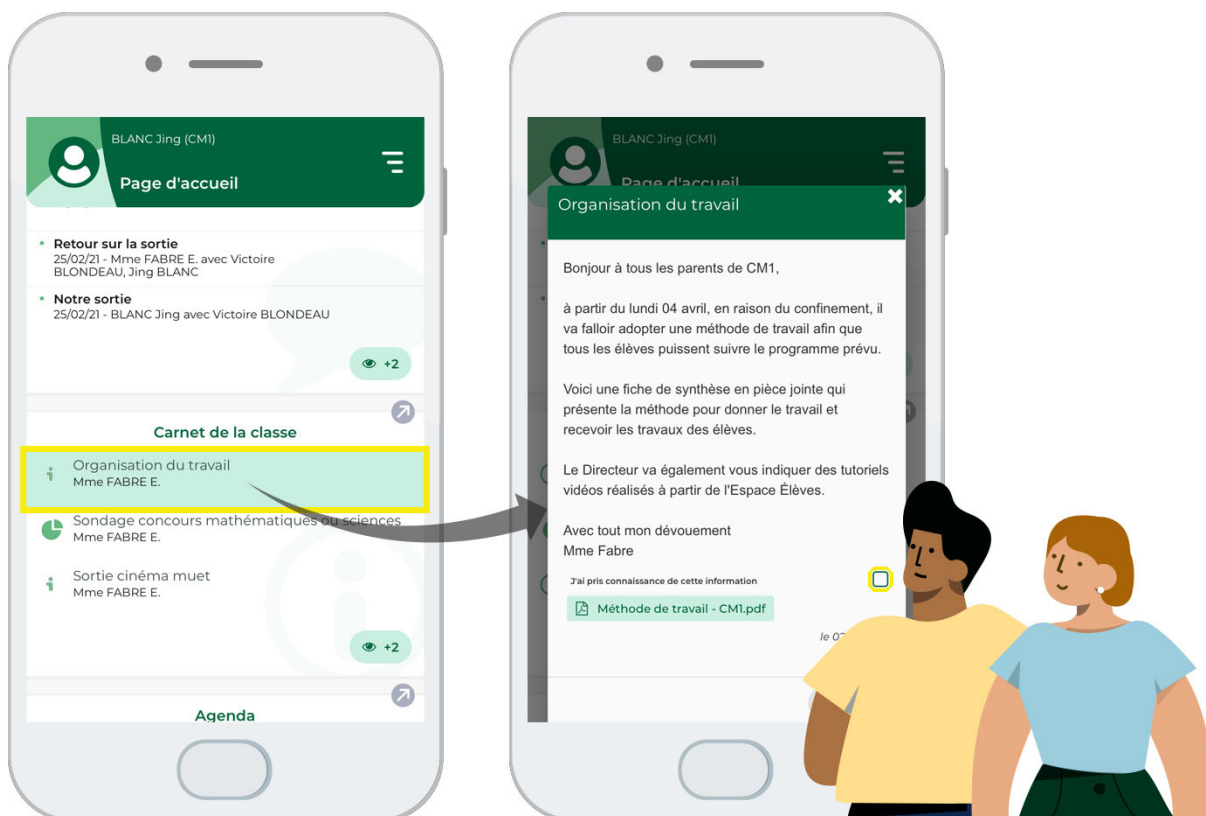 BLANC Jing (CM1)
Page d'accueil
Retour sur la sortie
25/02/21 - Mme FABRE E. avec Victoire
BLONDEAU, Jing BLANC
Notre sortie
25/02/21 - BLANC Jing avec Victoire BLONDEAU
+2
Carnet de la classe
Organisation du travail
Mme FABRE E.
Sondage concours mathématiques ou sciences
Mme FABRE E.
Sortie cinéma muet
Mme FABRE E.
+2
Agenda
BLANC Jing (CM1)
Page d'accueil
Organisation du travail
Bonjour à tous les parents de CM1,
à partir du lundi 04 avril, en raison du confinement, il
va falloir adopter une méthode de travail afin que
tous les élèves puissent suivre le programme prévu.
Voici une fiche de synthèse en pièce jointe qui
présente la méthode pour donner le travail et
recevoir les travaux des élèves.
Le Directeur va également vous indiquer des tutoriels
vidéos réalisés à partir de l'Espace Élèves.
Avec tout mon dévouement
Mme Fabre
J'ai pris connaissance de cette information
Méthode de travail - CM1.pdf
le